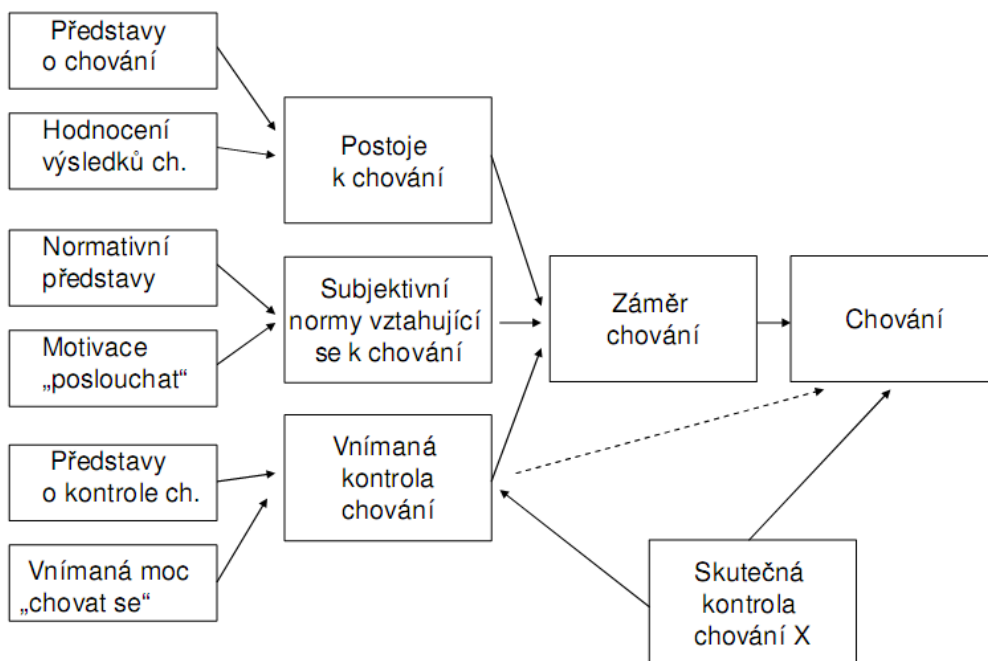 Představy
o chování
Hodnocení
výsledků ch.
Normativní
představy
Motivace
„poslouchat“
Představy
o kontrole ch.
Vnímaná moc
„chovat se“
Postoje
k chování
Subjektivní
normy vztahující
se k chování
Vnímaná
kontrola
chování
Záměr
chování
Chování
Skutečná
kontrola
chování X